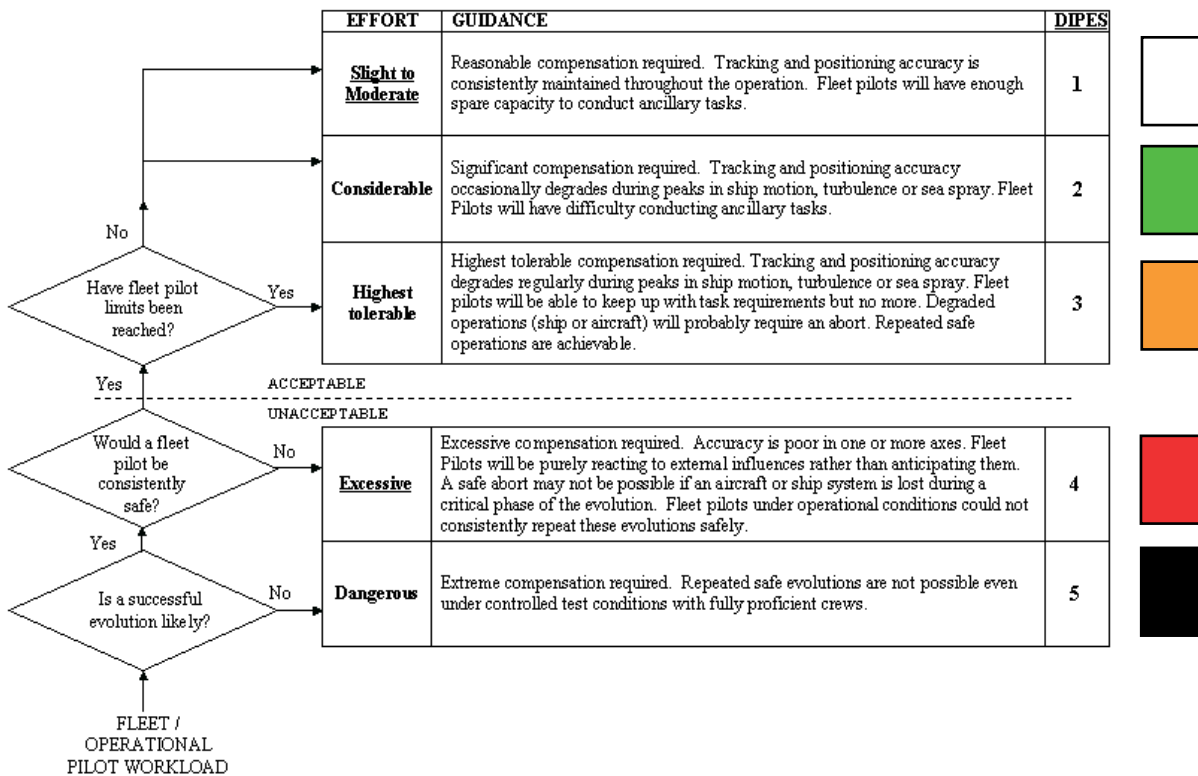 EFFORT GUIDANCE DIPES
Slight to
Moderate
Reasonable compensation required. Tracking and positioning accuracy is
consistently maintained throughout the operation. Fleet pilots will have enough
spare capacity to conduct ancillary tasks.
1
Considerable
Significant compensation required. Tracking and positioning accuracy
occasionally degrades during peaks in ship motion, turbulence or sea spray. Fleet
Pilots will have difficulty conducting ancillary tasks.
2
No
Have fleet pilot
limits been
reached?
Yes
Highest
tolerable
Highest tolerable compensation required. Tracking and positioning accuracy
degrades regularly during peaks in ship motion, turbulence or sea spray. Fleet
pilots will be able to keep up with task requirements but no more. Degraded
operations (ship or aircraft) will probably require an abort. Repeated safe
operations are achievable.
3
Yes
ACCEPTABLE
UNACCEPTABLE
Would a fleet
pilot be
consistently
safe?
No
Excessive
Excessive compensation required. Accuracy is poor in one or more axes. Fleet
Pilots will be purely reacting to external influences rather than anticipating them.
A safe abort may not be possible if an aircraft or ship system is lost during a
critical phase of the evolution. Fleet pilots under operational conditions could not
consistently repeat these evolutions safely.
4
Yes
Is a successful
evolution likely?
No
Dangerous
Extreme compensation required. Repeated safe evolutions are not possible even
under controlled test conditions with fully proficient crews.
5
FLEET /
OPERATIONAL
PILOT WORKLOAD